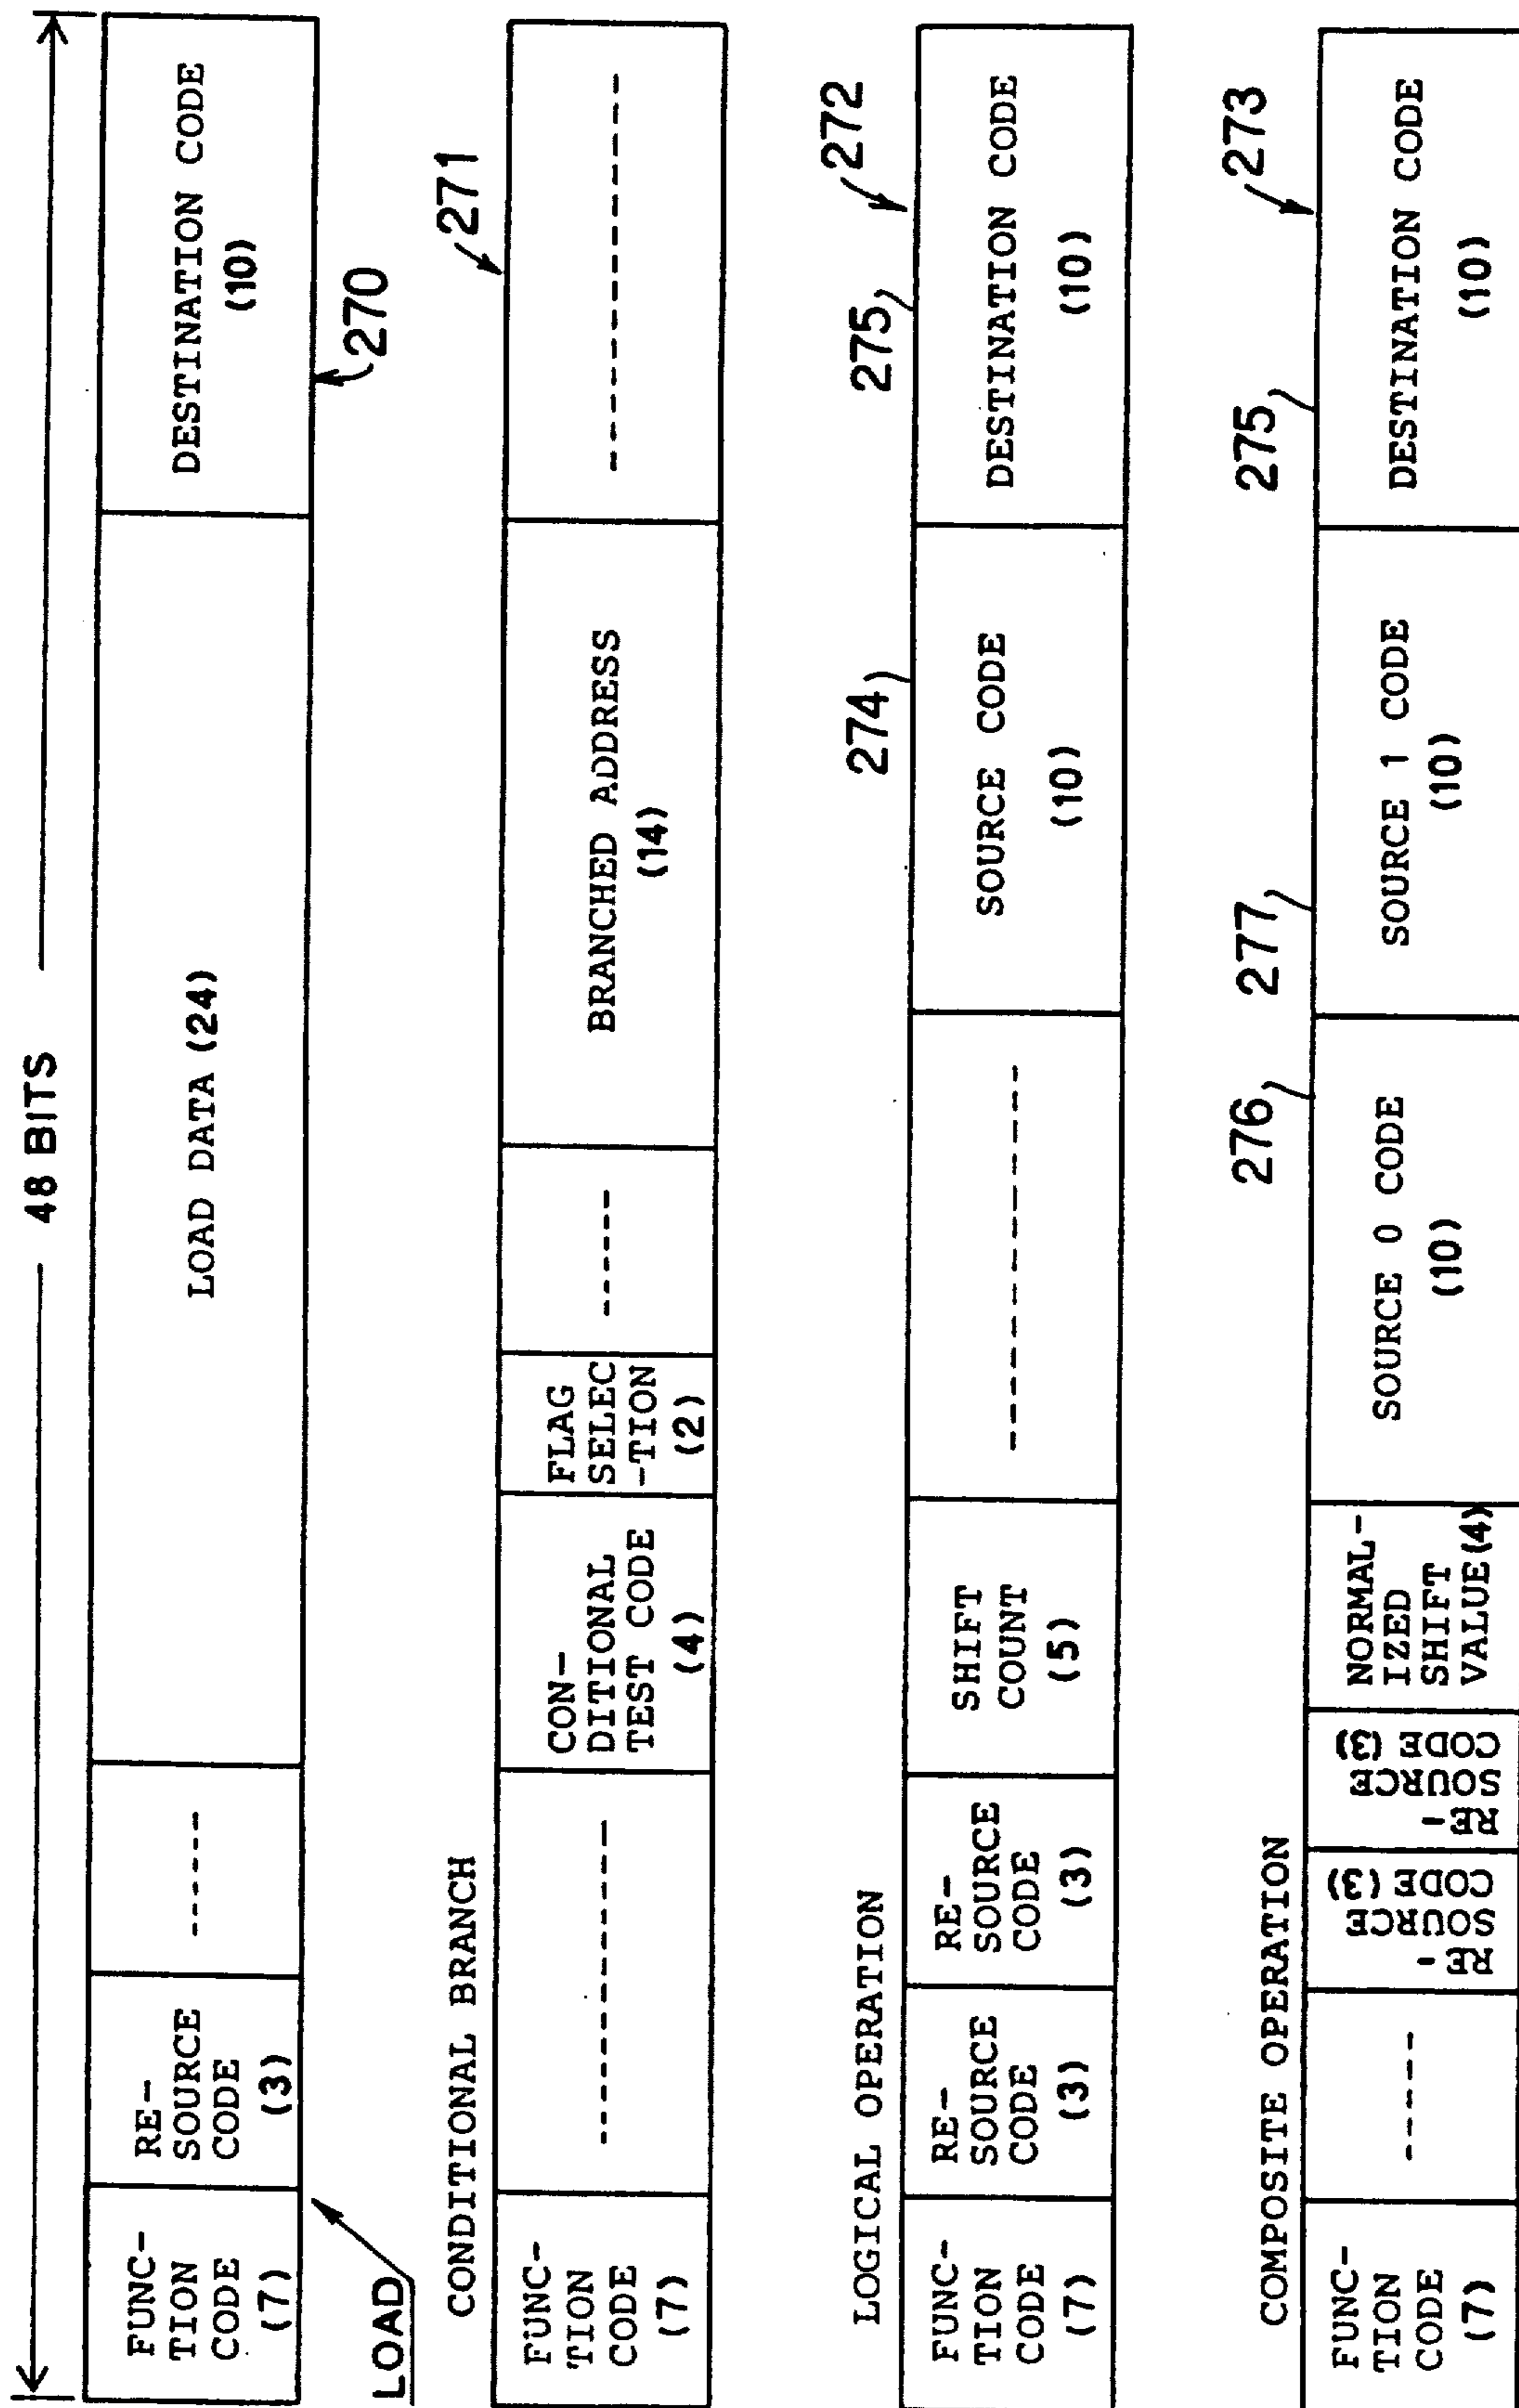 48 BITS
FUNC-
TION
CODE
(7)
RE-
SOURCE
CODE
(3)
------
LOAD DATA (24)
DESTINATION CODE
(10)
270
LOAD
CONDITIONAL BRANCH
271
FUNC-
TION
CODE
(7)
--------------
CON-
DITIONAL
TEST CODE
(4)
FLAG
SELEC
-TION
(2)
------
BRANCHED ADDRESS
(14)
-----------------
LOGICAL OPERATION
274
275
272
FUNC-
TION
CODE
(7)
RE-
SOURCE
CODE
(3)
RE-
SOURCE
CODE
(3)
SHIFT
COUNT
(5)
----------------
SOURCE CODE
(10)
DESTINATION CODE
(10)
COMPOSITE OPERATION
276
277
275
273
FUNC-
TION
CODE
(7)
-----
RE-
SOURCE
CODE (3)
RE-
SOURCE
CODE (3)
NORMAL-
IZED
SHIFT
VALUE(4)
SOURCE 0 CODE
(10)
SOURCE 1 CODE
(10)
DESTINATION CODE
(10)